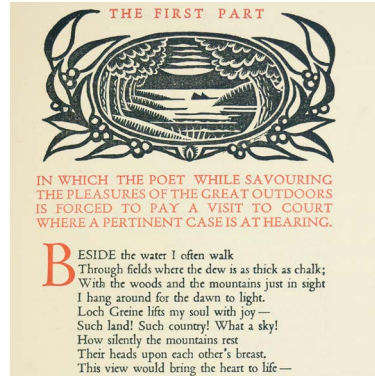 THE FIRST PART
IN WHICH THE POET WHILE SAVOURING
THE PLEASURES OF THE GREAT OUTDOORS
IS FORCED TO PAY A VISIT TO COURT
WHERE A PERTINENT CASE IS AT HEARING.
BESIDE the water I often walk
Through fields where the dew is as thick as chalk;
With the woods and the mountains just in sight
I hang around for the dawn to light.
Loch Greine lifts my soul with joy —
Such land! Such country! What a sky!
How silently the mountains rest
Their heads upon each other's breast.
This view would bring the heart to life —